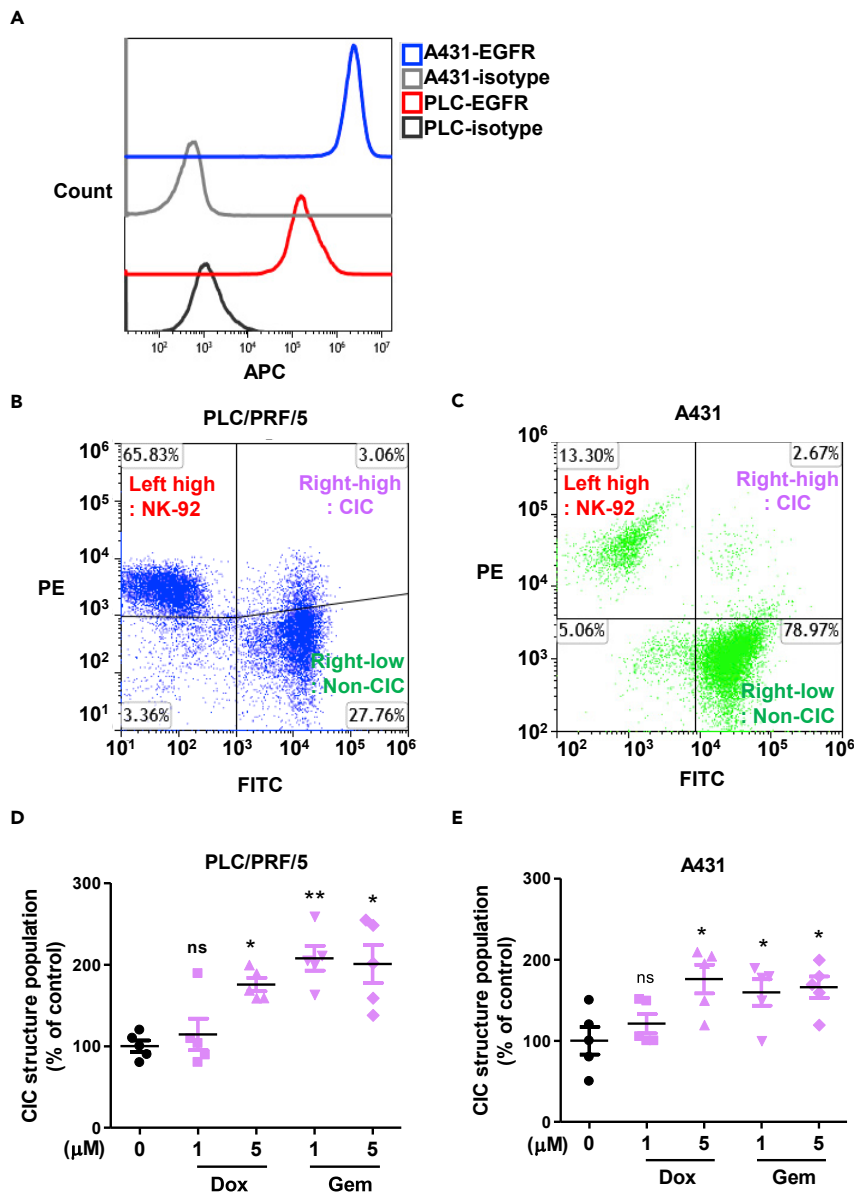 A
A431-EGFR
A431-isotype
PLC-EGFR
PLC-isotype
Count
10² 10³ 10⁴ 10⁵ 10⁶ 10⁷
APC
B
PLC/PRF/5
10⁶
10⁵
10⁴
10³
10²
10¹
PE
65.83%
3.06%
Left high
: NK-92
Right-high
: CIC
Right-low
: Non-CIC
3.36%
27.76%
10¹ 10² 10³ 10⁴ 10⁵ 10⁶
FITC
C
A431
10⁶
10⁵
10⁴
10³
10²
PE
13.30%
2.67%
Left high
: NK-92
Right-high
: CIC
5.06%
78.97%
Right-low
: Non-CIC
10² 10³ 10⁴ 10⁵ 10⁶
FITC
D
PLC/PRF/5
CIC structure population
(% of control)
300
200
100
0
ns
*
**
*
(μM) 0 1 5 1 5
Dox Gem
E
A431
CIC structure population
(% of control)
300
200
100
0
ns
*
*
*
(μM) 0 1 5 1 5
Dox Gem